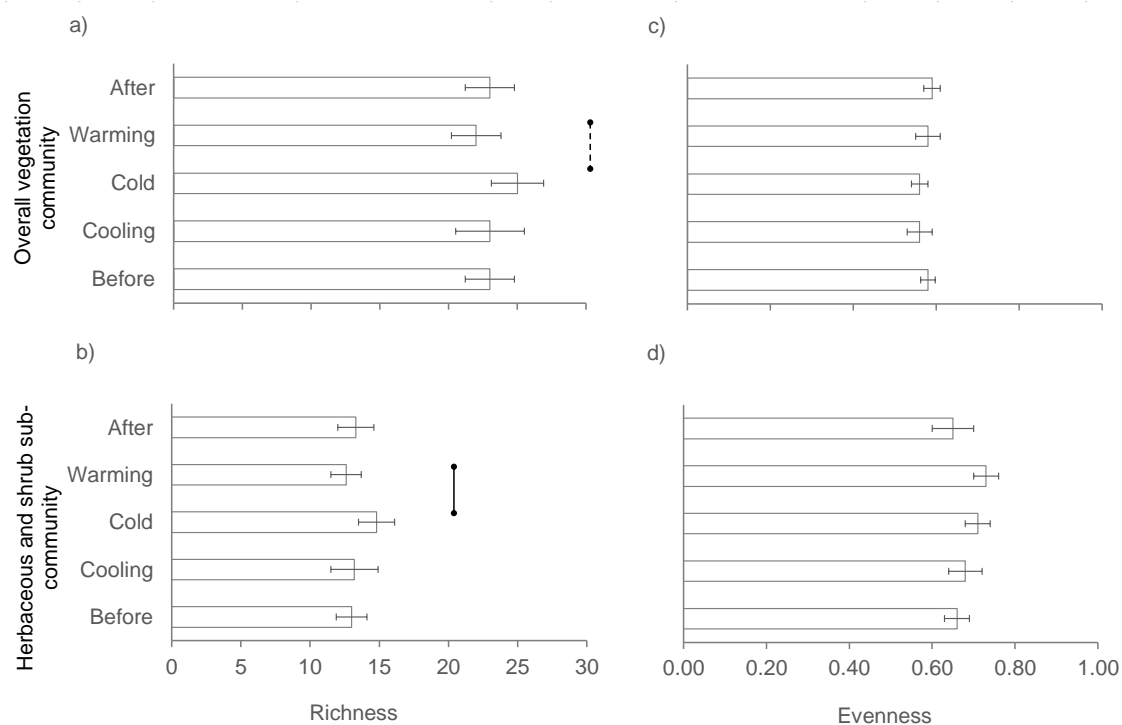 a)
c)
Overall vegetation
community
After
Warming
Cold
Cooling
Before
b)
d)
Herbaceous and shrub sub-
community
After
Warming
Cold
Cooling
Before
0 5 10 15 20 25 30
Richness
0.00 0.20 0.40 0.60 0.80 1.00
Evenness